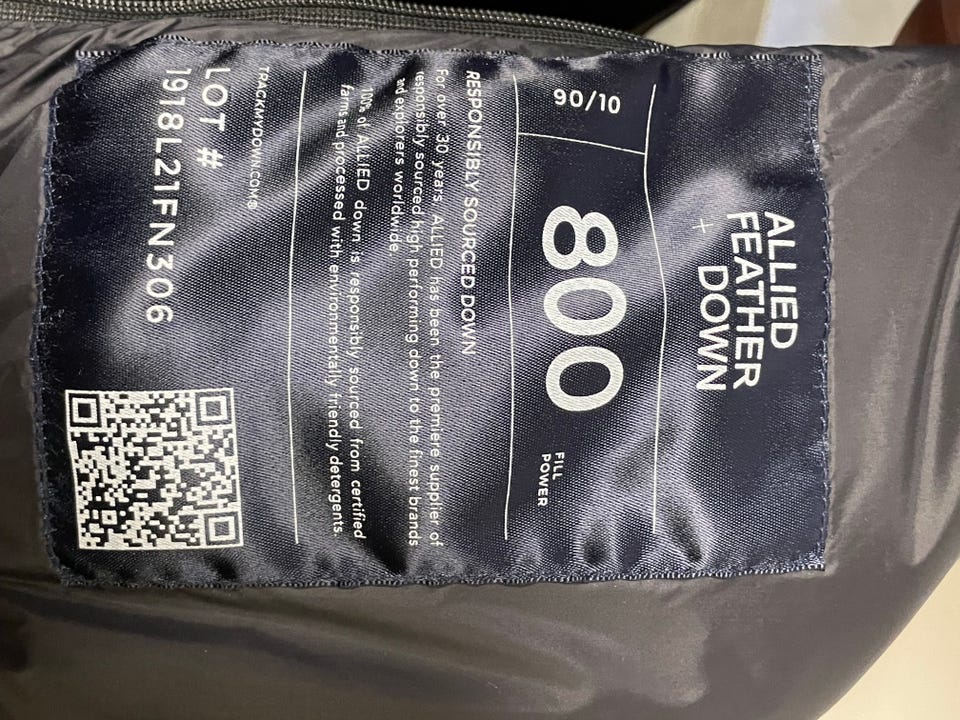 ALLIED
FEATHER
+ DOWN
90/10
800
FILL
POWER
RESPONSIBLY SOURCED DOWN
For over 30 years, ALLIED has been the premiere supplier of
responsibly sourced high performing down to the finest brands
and explorers worldwide.
100% of ALLIED down is responsibly sourced from certified
farms and processed with environmentally friendly detergents.
TRACKMYDOWN.COM®
LOT #
1918L21FN306